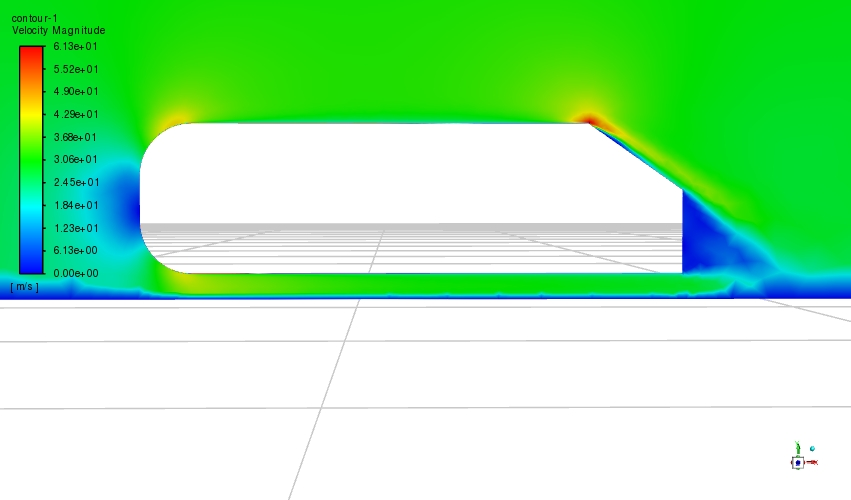 contour-1
Velocity Magnitude
6.13e+01
5.52e+01
4.90e+01
4.29e+01
3.68e+01
3.06e+01
2.45e+01
1.84e+01
1.23e+01
6.13e+00
0.00e+00
[ m/s ]